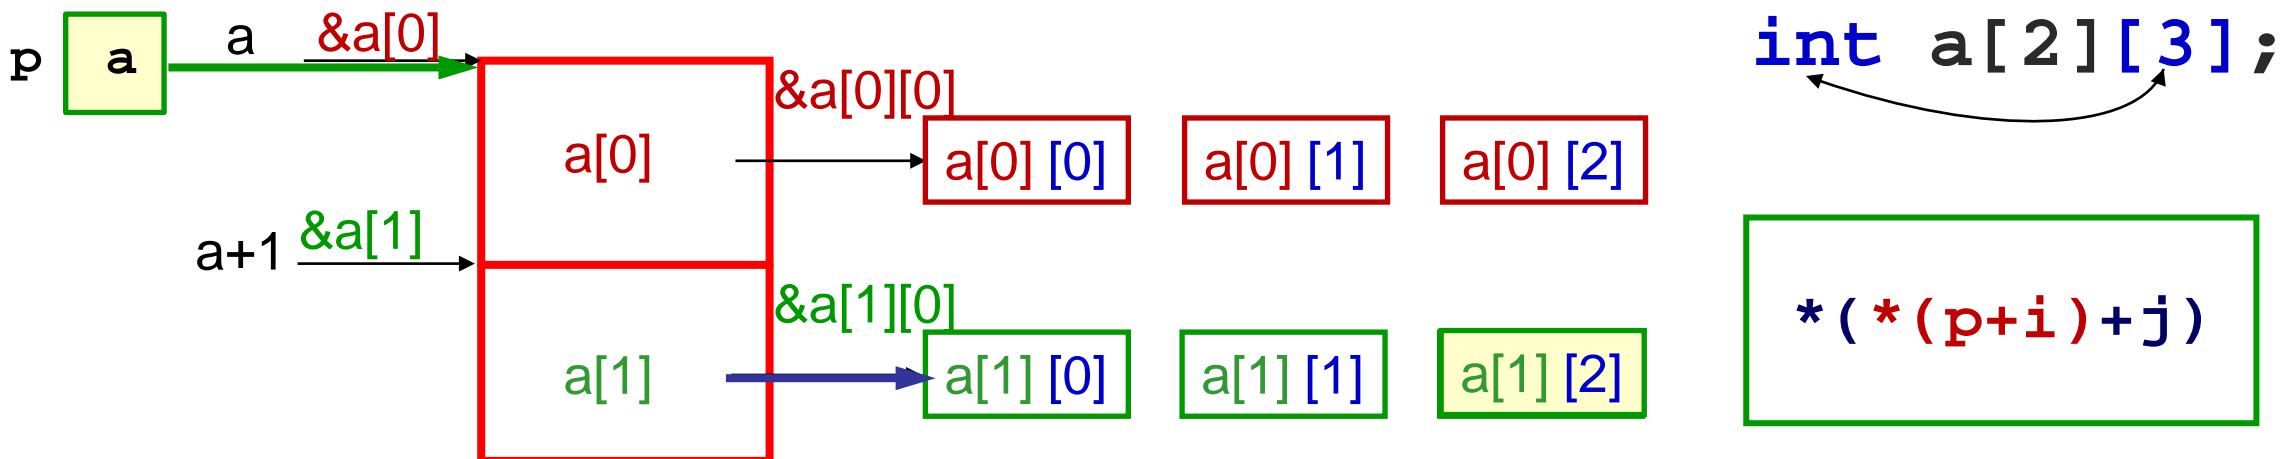 p a a &a[0] int a[2][3];
&a[0][0]
a[0] a[0] [0] a[0] [1] a[0] [2]
a+1 &a[1]
&a[1][0] *(*(p+i)+j)
a[1] a[1] [0] a[1] [1] a[1] [2]